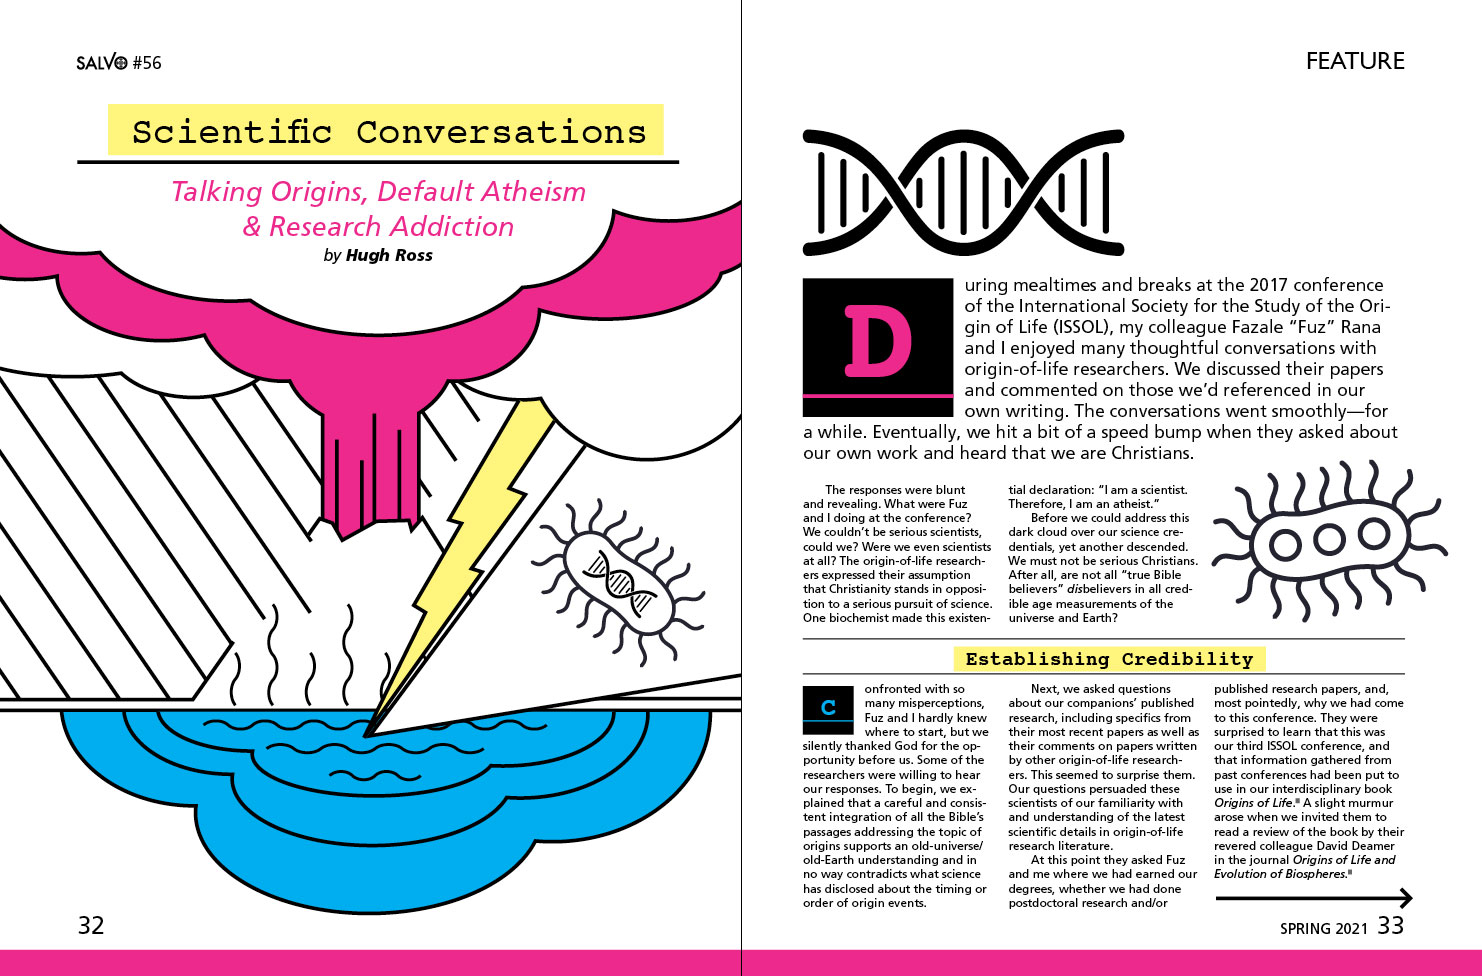 SALVO #56
Scientific Conversations
Talking Origins, Default Atheism
& Research Addiction
by Hugh Ross
32
FEATURE
During mealtimes and breaks at the 2017 conference
of the International Society for the Study of the Ori-
gin of Life (ISSOL), my colleague Fazale “Fuz” Rana
and I enjoyed many thoughtful conversations with
origin-of-life researchers. We discussed their papers
and commented on those we’d referenced in our
own writing. The conversations went smoothly—for
a while. Eventually, we hit a bit of a speed bump when they asked about
our own work and heard that we are Christians.
The responses were blunt
and revealing. What were Fuz
and I doing at the conference?
We couldn’t be serious scientists,
could we? Were we even scientists
at all? The origin-of-life research-
ers expressed their assumption
that Christianity stands in opposi-
tion to a serious pursuit of science.
One biochemist made this existen-
tial declaration: “I am a scientist.
Therefore, I am an atheist.”
Before we could address this
dark cloud over our science cre-
dentials, yet another descended.
We must not be serious Christians.
After all, are not all “true Bible
believers” disbelievers in all cred-
ible age measurements of the
universe and Earth?
Establishing Credibility
Confronted with so
many misperceptions,
Fuz and I hardly knew
where to start, but we
silently thanked God for the op-
portunity before us. Some of the
researchers were willing to hear
our responses. To begin, we ex-
plained that a careful and consis-
tent integration of all the Bible’s
passages addressing the topic of
origins supports an old-universe/
old-Earth understanding and in
no way contradicts what science
has disclosed about the timing or
order of origin events.
Next, we asked questions
about our companions’ published
research, including specifics from
their most recent papers as well as
their comments on papers written
by other origin-of-life research-
ers. This seemed to surprise them.
Our questions persuaded these
scientists of our familiarity with
and understanding of the latest
scientific details in origin-of-life
research literature.
At this point they asked Fuz
and me where we had earned our
degrees, whether we had done
postdoctoral research and/or
published research papers, and,
most pointedly, why we had come
to this conference. They were
surprised to learn that this was
our third ISSOL conference, and
that information gathered from
past conferences had been put to
use in our interdisciplinary book
Origins of Life. A slight murmur
arose when we invited them to
read a review of the book by their
revered colleague David Deamer
in the journal Origins of Life and
Evolution of Biospheres.
SPRING 2021 33